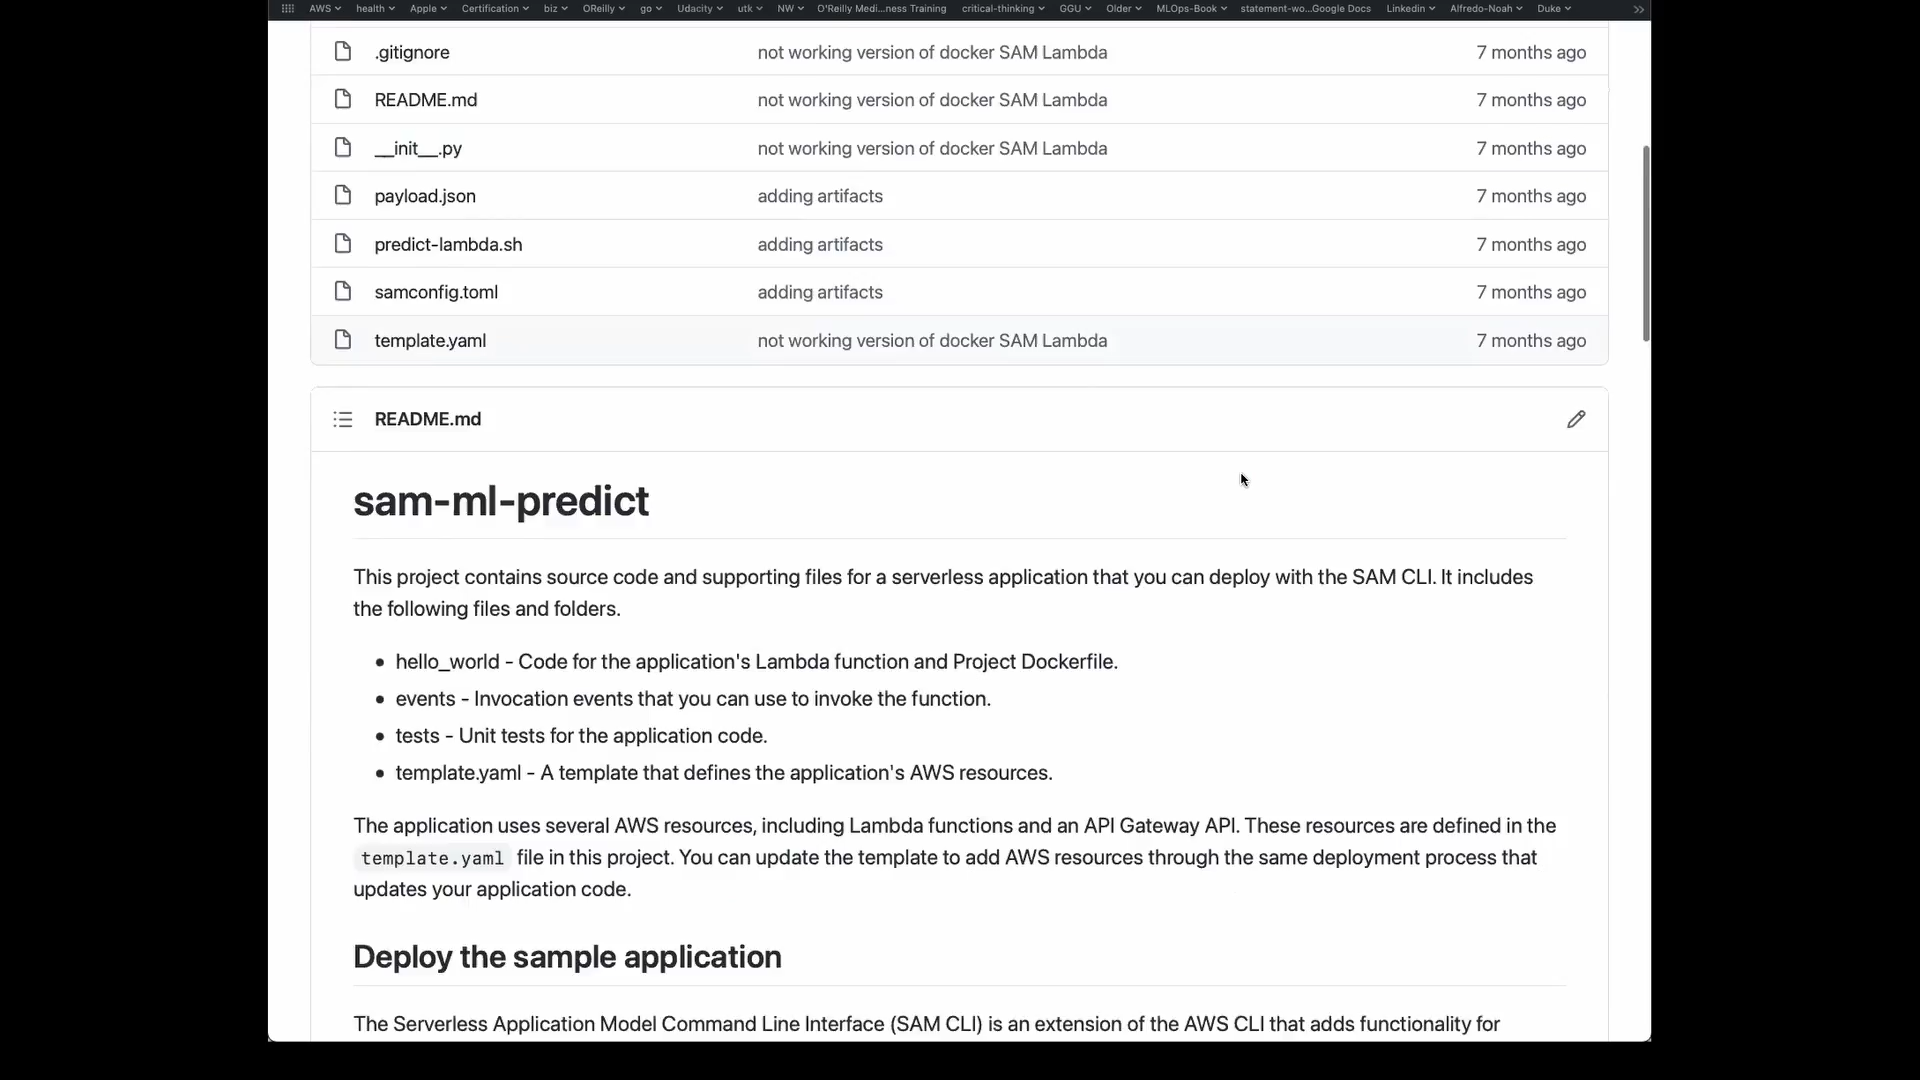 AWS health Apple Certification biz OReilly go Udacity utk NW O'Reilly Medi...ness Training critical-thinking GGU Older MLOps-Book statement-wo...Google Docs Linkedin Alfredo-Noah Duke
.gitignore not working version of docker SAM Lambda 7 months ago
README.md not working version of docker SAM Lambda 7 months ago
__init__.py not working version of docker SAM Lambda 7 months ago
payload.json adding artifacts 7 months ago
predict-lambda.sh adding artifacts 7 months ago
samconfig.toml adding artifacts 7 months ago
template.yaml not working version of docker SAM Lambda 7 months ago
README.md
sam-ml-predict
This project contains source code and supporting files for a serverless application that you can deploy with the SAM CLI. It includes
the following files and folders.
• hello_world - Code for the application's Lambda function and Project Dockerfile.
• events - Invocation events that you can use to invoke the function.
• tests - Unit tests for the application code.
• template.yaml - A template that defines the application's AWS resources.
The application uses several AWS resources, including Lambda functions and an API Gateway API. These resources are defined in the
template.yaml file in this project. You can update the template to add AWS resources through the same deployment process that
updates your application code.
Deploy the sample application
The Serverless Application Model Command Line Interface (SAM CLI) is an extension of the AWS CLI that adds functionality for